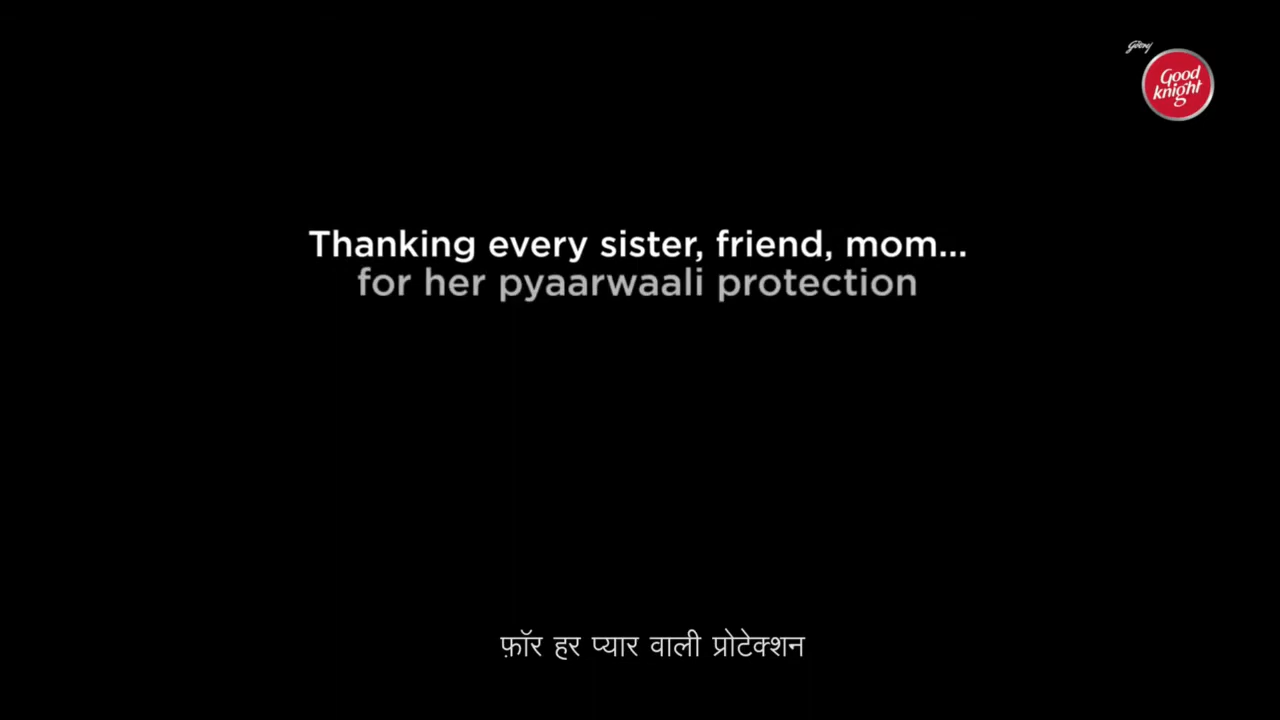 Godrej
Good
knight
Thanking every sister, friend, mom...
for her pyaarwaali protection
फ़ॉर हर प्यार वाली प्रोटेक्शन